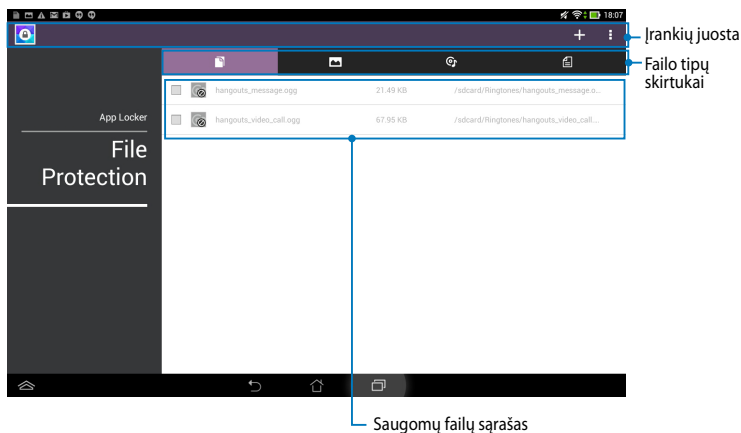 18:07
Įrankių juosta
Failo tipų skirtukai
hangouts_message.ogg 21.49 KB /sdcard/Ringtones/hangouts_message.o...
hangouts_video_call.ogg 67.95 KB /sdcard/Ringtones/hangouts_video_call...
App Locker
File
Protection
Saugomų failų sąrašas